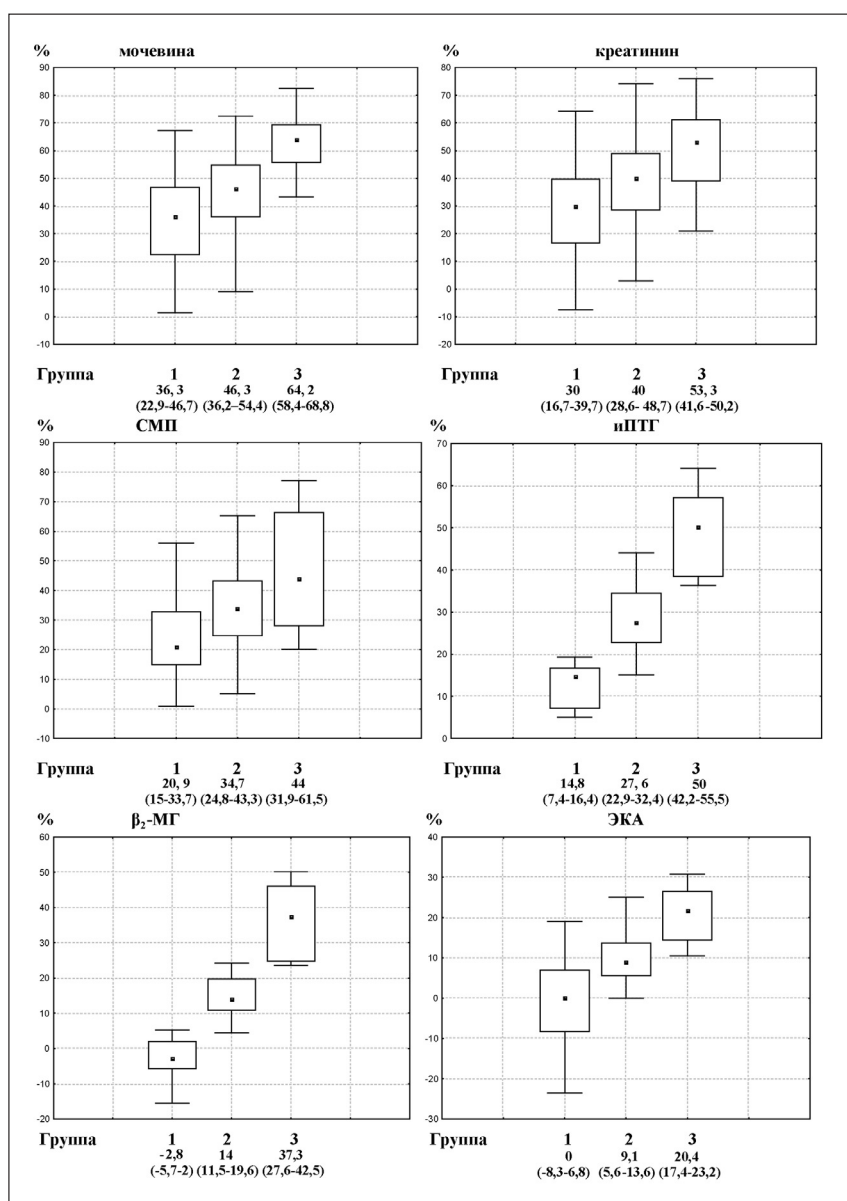 % мочевина
90
80
70
60
50
40
30
20
10
0
-10
Группа 1 2 3
36, 3 46, 3 64, 2
(22,9-46,7) (36,2–54,4) (58,4-68,8)
% креатинин
80
70
60
50
40
30
20
10
0
-10
-20
1 2 3
30 40 53, 3
(16,7-39,7) (28,6- 48,7) (41,6 -50,2)
% СМП
90
80
70
60
50
40
30
20
10
0
-10
Группа 1 2 3
20, 9 34,7 44
(15-33,7) (24,8-43,3) (31,9-61,5)
% иПТГ
70
60
50
40
30
20
10
0
Группа 1 2 3
14,8 27, 6 50
(7,4-16,4) (22,9-32,4) (42,2-55,5)
% β₂-МГ
60
50
40
30
20
10
0
-10
-20
Группа 1 2 3
-2,8 14 37,3
(-5,7-2) (11,5-19,6) (27,6-42,5)
% ЭКА
40
30
20
10
0
-10
-20
-30
Группа 1 2 3
0 9,1 20,4
(-8,3-6,8) (5,6 -13,6) (17,4-23,2)